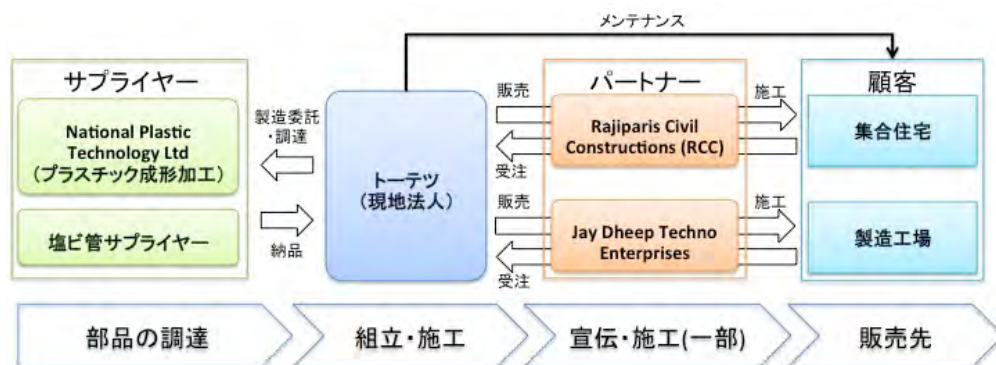 メンテナンス
サプライヤー
National Plastic
Technology Ltd
(プラスチック成形加工)
塩ビ管サプライヤー
製造委託
・調達
納品
トーテツ
(現地法人)
販売
受注
販売
受注
パートナー
Rajiparis Civil
Constructions (RCC)
Jay Dheep Techno
Enterprises
施工
施工
顧客
集合住宅
製造工場
部品の調達
組立・施工
宣伝・施工(一部)
販売先